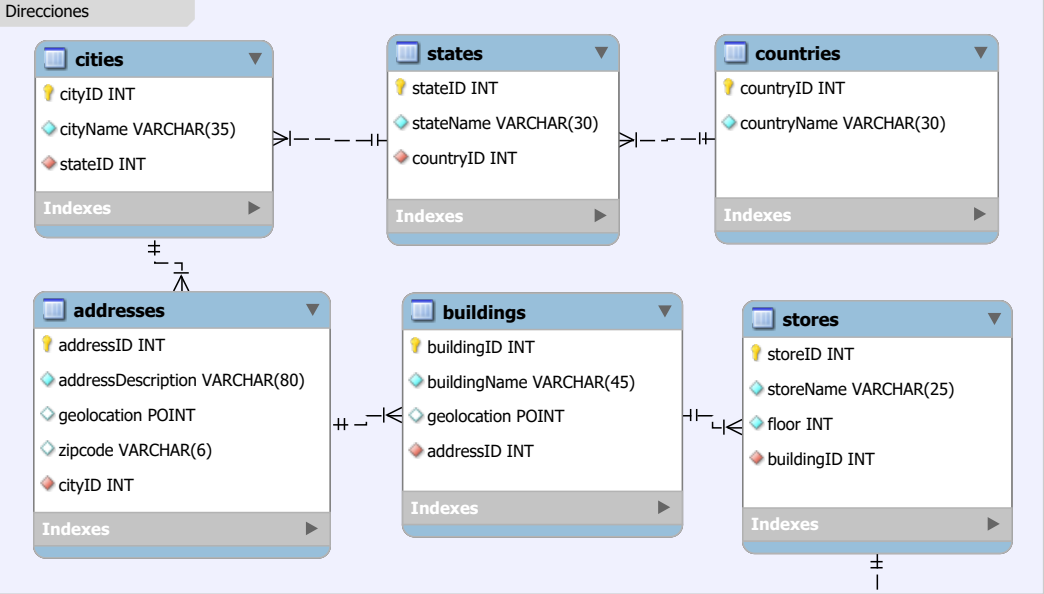 Direcciones
cities
cityID INT
cityName VARCHAR(35)
stateID INT
Indexes
states
stateID INT
stateName VARCHAR(30)
countryID INT
Indexes
countries
countryID INT
countryName VARCHAR(30)
Indexes
addresses
addressID INT
addressDescription VARCHAR(80)
geolocation POINT
zipcode VARCHAR(6)
cityID INT
Indexes
buildings
buildingID INT
buildingName VARCHAR(45)
geolocation POINT
addressID INT
Indexes
stores
storeID INT
storeName VARCHAR(25)
floor INT
buildingID INT
Indexes